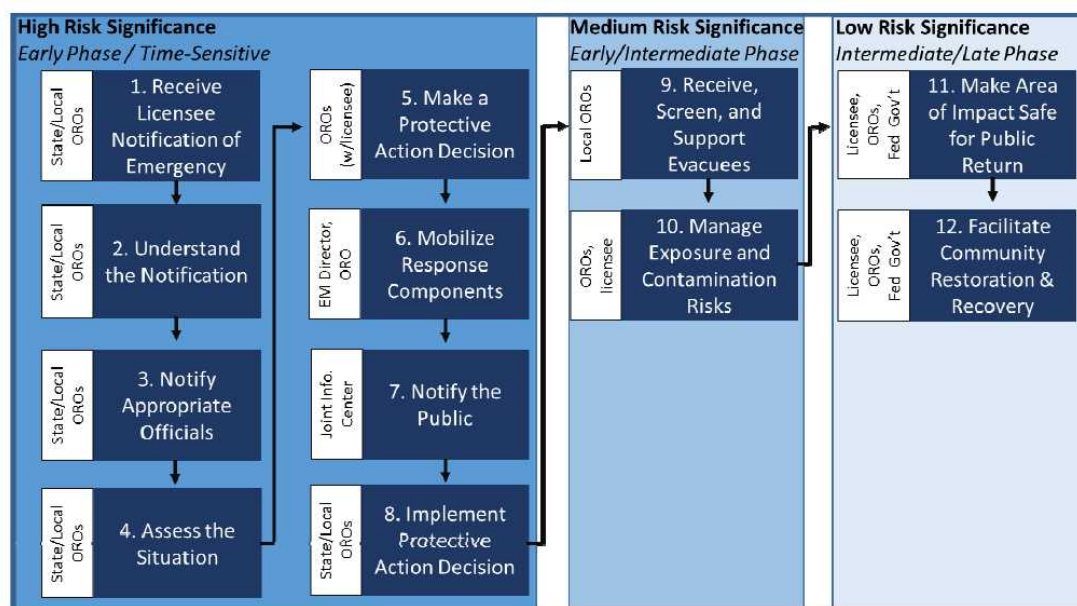 High Risk Significance
Early Phase / Time-Sensitive
State/Local
OROs
1. Receive
Licensee
Notification of
Emergency
State/Local
OROs
2. Understand
the Notification
State/Local
OROs
3. Notify
Appropriate
Officials
State/Local
OROs
4. Assess the
Situation
OROs
(w/licensee)
5. Make a
Protective
Action Decision
EM Director,
ORO
6. Mobilize
Response
Components
Joint Info.
Center
7. Notify the
Public
State/Local
OROs
8. Implement
Protective
Action Decision
Medium Risk Significance
Early/Intermediate Phase
Local OROs
9. Receive,
Screen, and
Support
Evacuees
OROs,
licensee
10. Manage
Exposure and
Contamination
Risks
Low Risk Significance
Intermediate/Late Phase
Licensee,
OROs,
Fed Gov't
11. Make Area
of Impact Safe
for Public
Return
Licensee,
OROs,
Fed Gov't
12. Facilitate
Community
Restoration &
Recovery